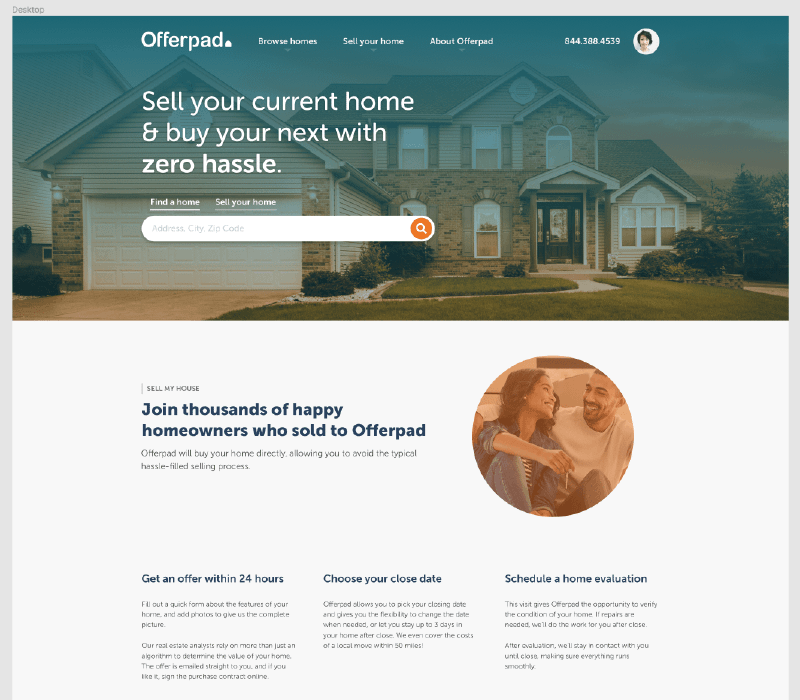 Desktop
Offerpad.
Browse homes
Sell your home
About Offerpad
844.388.4539
Sell your current home
& buy your next with
zero hassle.
Find a home
Sell your home
Address, City, Zip Code
SELL MY HOUSE
Join thousands of happy
homeowners who sold to Offerpad
Offerpad will buy your home directly, allowing you to avoid the typical
hassle-filled selling process.
Get an offer within 24 hours
Fill out a quick form about the features of your
home, and add photos to give us the complete
picture.
Our real estate analysts rely on more than just an
algorithm to determine the value of your home.
The offer is emailed straight to you, and if you
like it, sign the purchase contract online.
Choose your close date
Offerpad allows you to pick your closing date
and gives you the flexibility to change the date
when needed, or let you stay up to 3 days in
your home after close. We even cover the costs
of a local move within 50 miles!
Schedule a home evaluation
This visit gives Offerpad the opportunity to verify
the condition of your home. If repairs are
needed, we'll do the work for you after close.
After evaluation, we'll stay in contact with you
until close, making sure everything runs
smoothly.